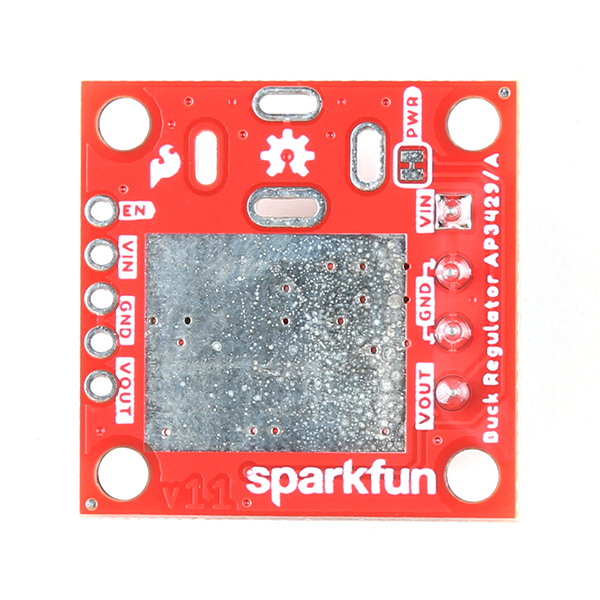 PWR
EN
VIN
GND
VOUT
VIN
GND
VOUT
Buck Regulator AP3429/A
v11
sparkfun